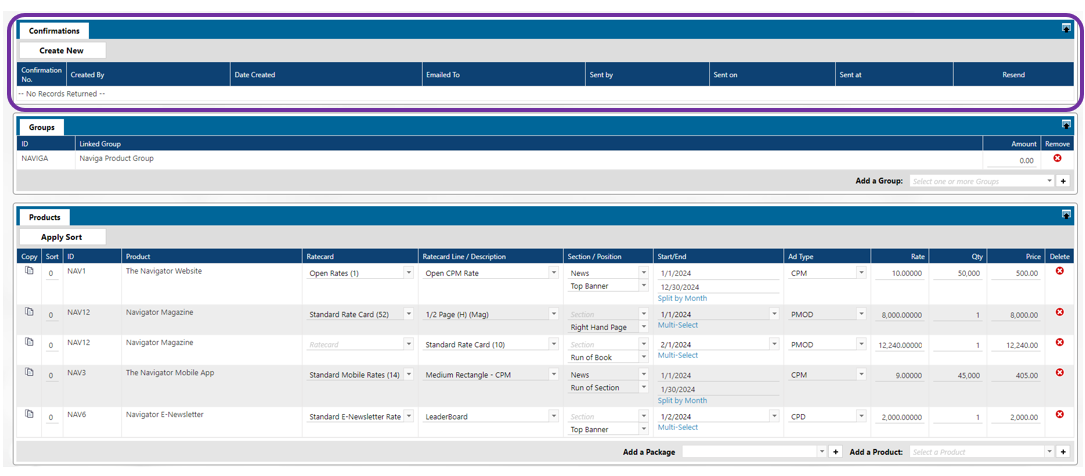 Confirmations
Create New
Confirmation No. Created By Date Created Emailed To Sent by Sent on Sent at Resend
-- No Records Returned --
Groups
ID Linked Group Amount Remove
NAVIGA Naviga Product Group 0.00
Add a Group: Select one or more Groups +
Products
Apply Sort
Copy Sort ID Product Ratecard Ratecard Line / Description Section / Position Start/End Ad Type Rate Qty Price Delete
0 NAV1 The Navigator Website Open Rates (1) Open CPM Rate News 1/1/2024 CPM 10.00000 50,000 500.00
Top Banner 12/30/2024
Split by Month
0 NAV12 Navigator Magazine Standard Rate Card (52) 1/2 Page (H) (Mag) Section 1/1/2024 PMOD 8,000.00000 1 8,000.00
Right Hand Page Multi-Select
0 NAV12 Navigator Magazine Ratecard Standard Rate Card (10) Section 2/1/2024 PMOD 12,240.00000 1 12,240.00
Run of Book Multi-Select
0 NAV3 The Navigator Mobile App Standard Mobile Rates (14) Medium Rectangle - CPM News 1/1/2024 CPM 9.00000 45,000 405.00
Run of Section 1/30/2024
Split by Month
0 NAV6 Navigator E-Newsletter Standard E-Newsletter Rate LeaderBoard Section 1/2/2024 CPD 2,000.00000 1 2,000.00
Top Banner Multi-Select
Add a Package + Add a Product: Select a Product +